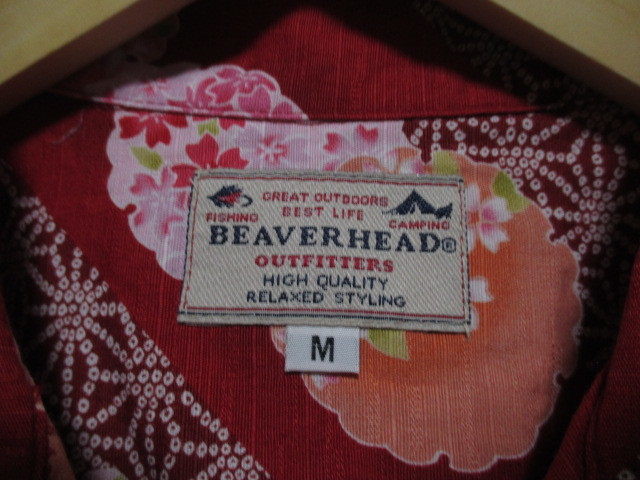 GREAT OUTDOORS
BEST LIFE
FISHING
CAMPING
BEAVERHEAD®
OUTFITTERS
HIGH QUALITY
RELAXED STYLING
M